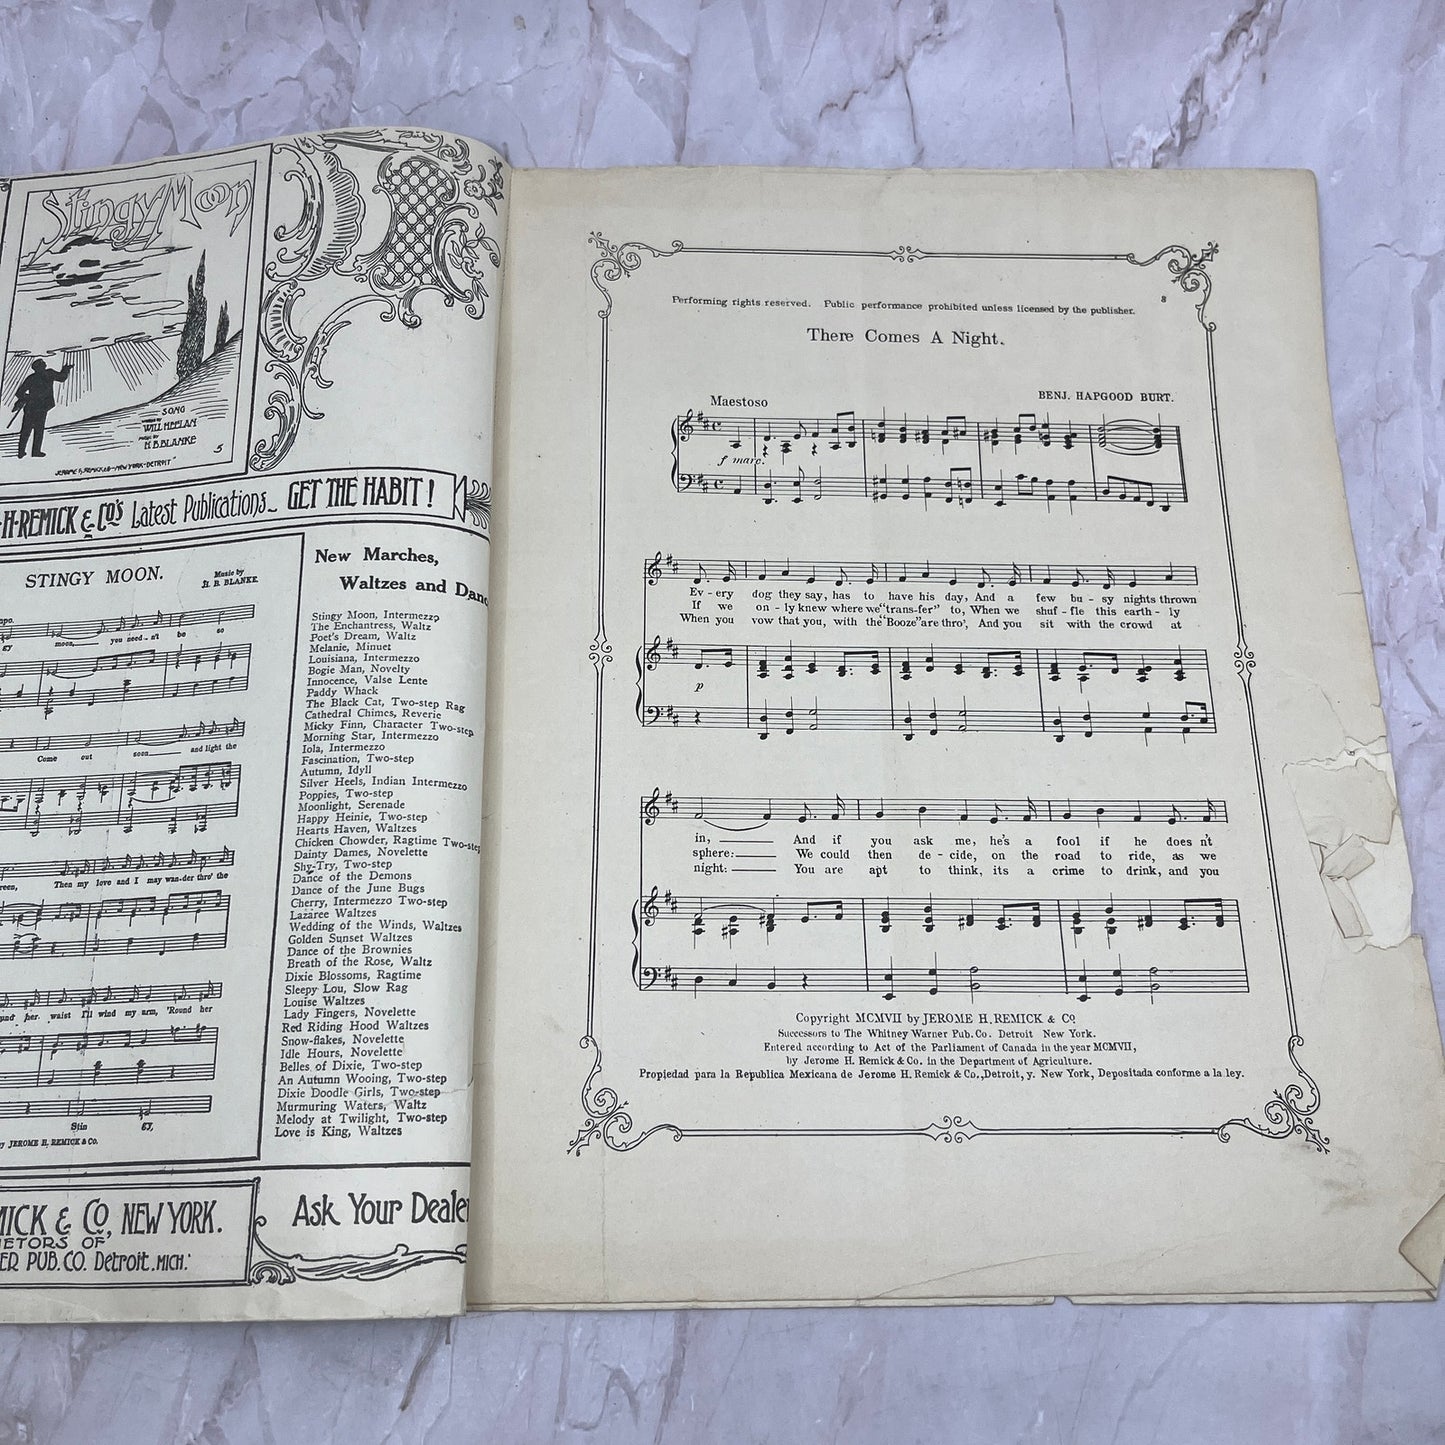 Stingy Moon
SONG
WORDS BY
WILL HEELAN
MUSIC BY
H.B. BLANKE
5
JEROME H. REMICK & CO - NEW YORK - DETROIT
H. REMICK & CO'S Latest Publications_ GET THE HABIT!
STINGY MOON.
Music by
H. B. BLANKE
gy moon, you need-n't be so
Come out soon and light the
Then my love and I may wan-der thro' the
her waist I'll wind my arm, 'Round her
Stin gy,
by JEROME H. REMICK & CO.
New Marches,
Waltzes and
Stingy Moon, Intermezzo
The Enchantress, Waltz
Poet's Dream, Waltz
Melanie, Minuet
Louisiana, Intermezzo
Bogie Man, Novelty
Innocence, Valse Lente
Paddy Whack
The Black Cat, Two-step Rag
Cathedral Chimes, Reverie
Micky Finn, Character Two-step
Morning Star, Intermezzo
Iola, Intermezzo
Fascination, Two-step
Autumn, Idyll
Silver Heels, Indian Intermezzo
Poppies, Two-step
Moonlight, Serenade
Happy Heinie, Two-step
Hearts Haven, Waltzes
Chicken Chowder, Ragtime Two-step
Dainty Dames, Novelette
Shy-Try, Two-step
Dance of the Demons
Dance of the June Bugs
Cherry, Intermezzo Two-step
Lazaree Waltzes
Wedding of the Winds, Waltzes
Golden Sunset Waltzes
Dance of the Brownies
Breath of the Rose, Waltz
Dixie Blossoms, Ragtime
Sleepy Lou, Slow Rag
Louise Waltzes
Lady Fingers, Novelette
Red Riding Hood Waltzes
Snow-flakes, Novelette
Idle Hours, Novelette
Belles of Dixie, Two-step
An Autumn Wooing, Two-step
Dixie Doodle Girls, Two-step
Murmuring Waters, Waltz
Melody at Twilight, Two-step
Love is King, Waltzes
MICK & CO., NEW YORK.
IETORS OF
ER PUB. CO. Detroit. MICH.
Ask Your Dealer
3
Performing rights reserved. Public performance prohibited unless licensed by the publisher.
There Comes A Night.
BENJ. HAPGOOD BURT.
Maestoso
f marc.
Ev-ery dog they say, has to have his day, And a few bu-sy nights thrown
If we on-ly knew where we "trans-fer" to, When we shuf-fle this earth-ly
When you vow that you, with the "Booze" are thro', And you sit with the crowd at
p
in, And if you ask me, he's a fool if he does n't
sphere: We could then de-cide, on the road to ride, as we
night: You are apt to think, its a crime to drink, and you
Copyright MCMVII by JEROME H. REMICK & Co
Successors to The Whitney Warner Pub. Co. Detroit New York.
Entered according to Act of the Parliament of Canada in the year MCMVII,
by Jerome H. Remick & Co. in the Department of Agriculture.
Propiedad para la Republica Mexicana de Jerome H. Remick & Co., Detroit, y. New York, Depositada conforme a la ley.